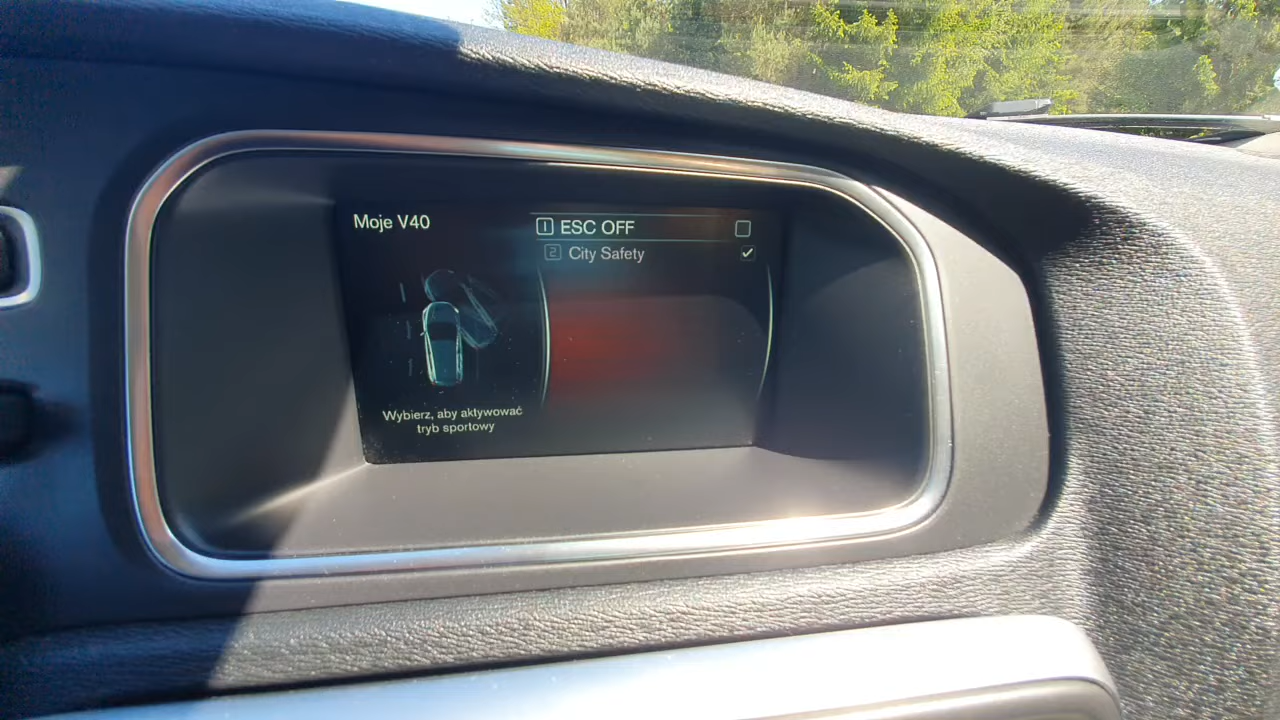 Moje V40
1 ESC OFF
2 City Safety
Wybierz, aby aktywować
tryb sportowy